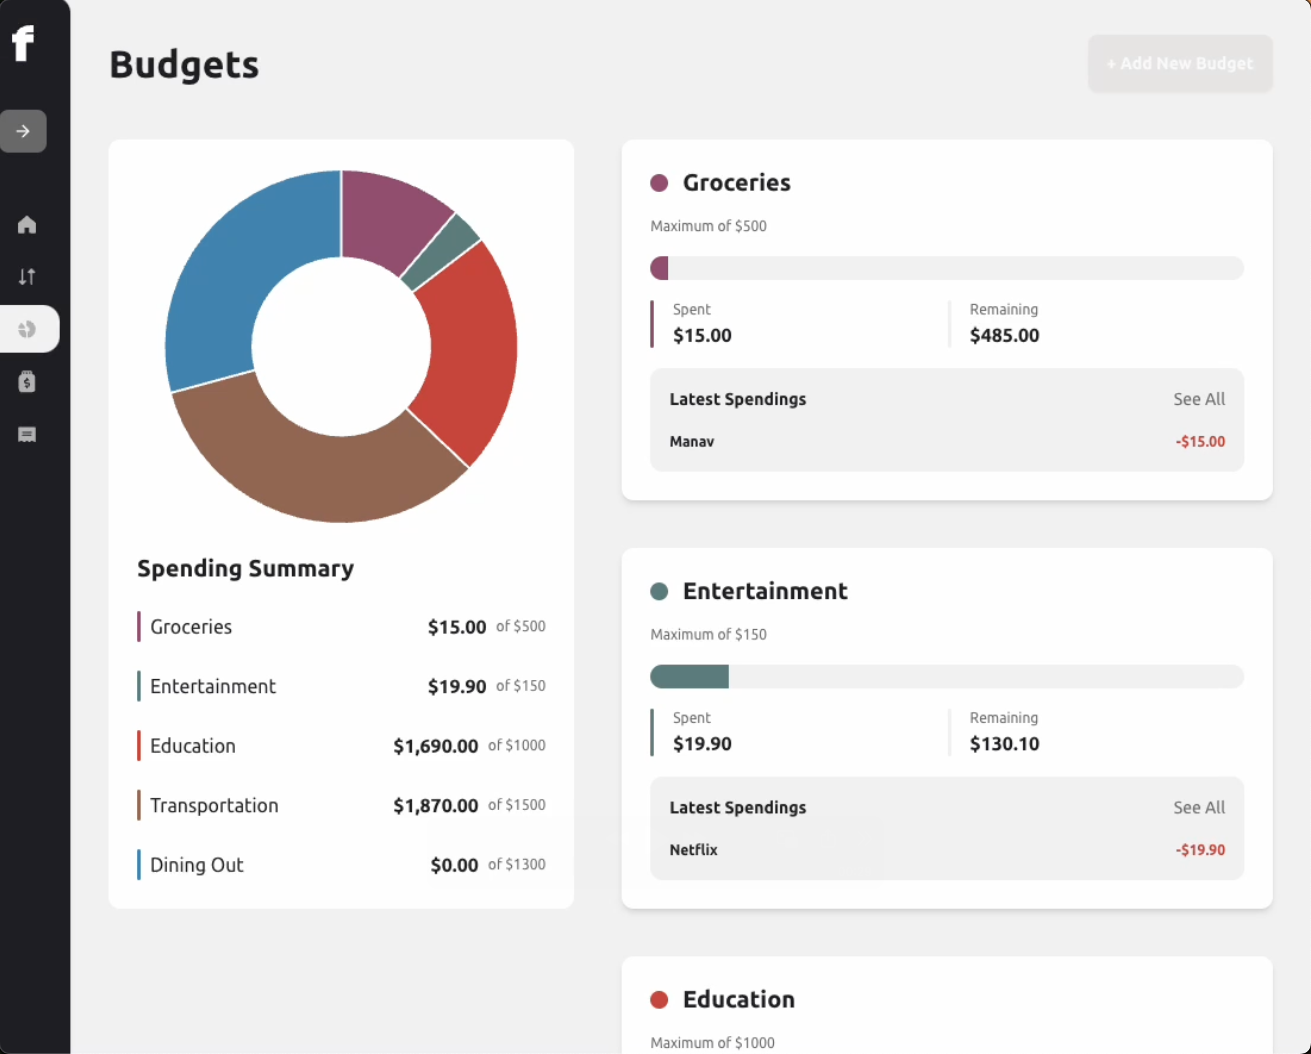 f
Budgets
+ Add New Budget
Spending Summary
Groceries $15.00 of $500
Entertainment $19.90 of $150
Education $1,690.00 of $1000
Transportation $1,870.00 of $1500
Dining Out $0.00 of $1300
Groceries
Maximum of $500
Spent Remaining
$15.00 $485.00
Latest Spendings See All
Manav -$15.00
Entertainment
Maximum of $150
Spent Remaining
$19.90 $130.10
Latest Spendings See All
Netflix -$19.90
Education
Maximum of $1000